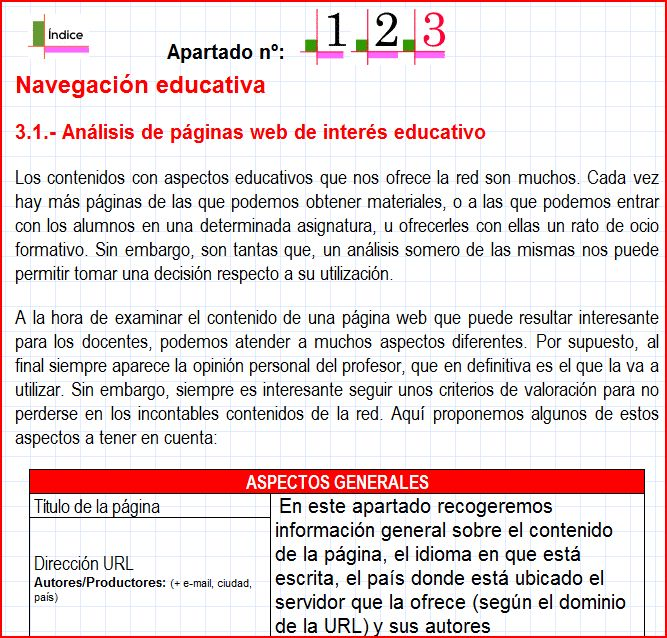 Índice
Apartado nº: 1 2 3
Navegación educativa
3.1.- Análisis de páginas web de interés educativo
Los contenidos con aspectos educativos que nos ofrece la red son muchos. Cada vez
hay más páginas de las que podemos obtener materiales, o a las que podemos entrar
con los alumnos en una determinada asignatura, u ofrecerles con ellas un rato de ocio
formativo. Sin embargo, son tantas que, un análisis somero de las mismas nos puede
permitir tomar una decisión respecto a su utilización.
A la hora de examinar el contenido de una página web que puede resultar interesante
para los docentes, podemos atender a muchos aspectos diferentes. Por supuesto, al
final siempre aparece la opinión personal del profesor, que en definitiva es el que la va a
utilizar. Sin embargo, siempre es interesante seguir unos criterios de valoración para no
perderse en los incontables contenidos de la red. Aquí proponemos algunos de estos
aspectos a tener en cuenta:
ASPECTOS GENERALES
Título de la página
Dirección URL
Autores/Productores: (+ e-mail, ciudad,
país)
En este apartado recogeremos
información general sobre el contenido
de la página, el idioma en que está
escrita, el país donde está ubicado el
servidor que la ofrece (según el dominio
de la URL) y sus autores